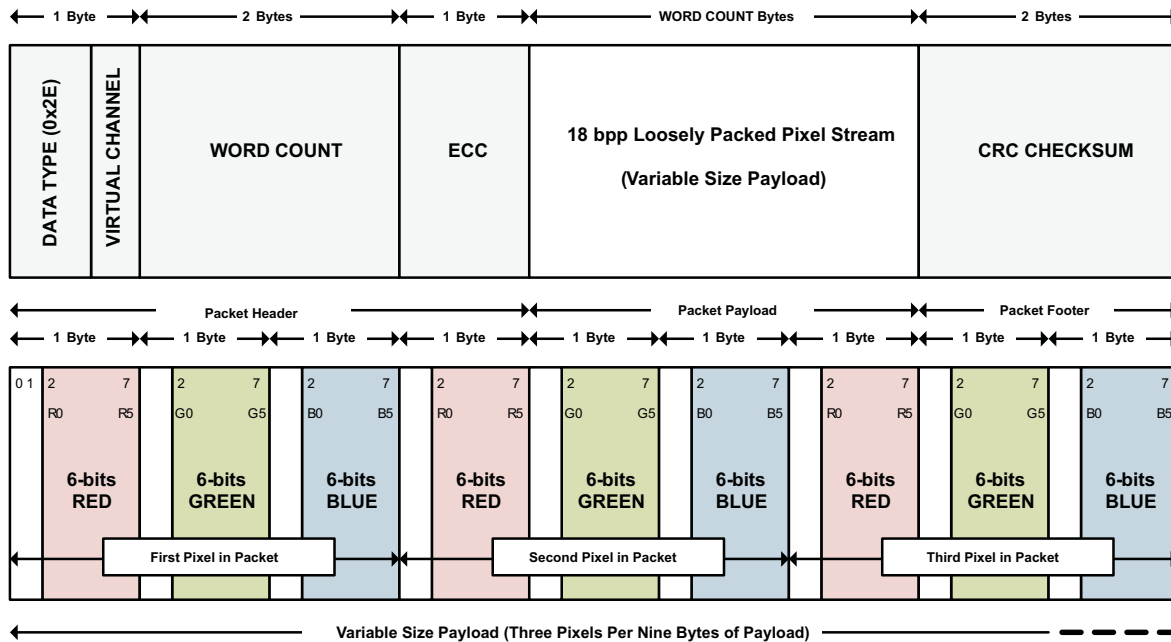 1 Byte 2 Bytes 1 Byte WORD COUNT Bytes 2 Bytes
DATA TYPE (0x2E)
VIRTUAL CHANNEL
WORD COUNT
ECC
18 bpp Loosely Packed Pixel Stream
(Variable Size Payload)
CRC CHECKSUM
Packet Header Packet Payload Packet Footer
1 Byte 1 Byte 1 Byte 1 Byte 1 Byte 1 Byte 1 Byte 1 Byte 1 Byte
0 1 2 7 2 7 2 7 2 7 2 7 2 7 2 7 2 7 2 7
R0 R5 G0 G5 B0 B5 R0 R5 G0 G5 B0 B5 R0 R5 G0 G5 B0 B5
6-bits 6-bits 6-bits 6-bits 6-bits 6-bits 6-bits 6-bits 6-bits
RED GREEN BLUE RED GREEN BLUE RED GREEN BLUE
First Pixel in Packet Second Pixel in Packet Third Pixel in Packet
Variable Size Payload (Three Pixels Per Nine Bytes of Payload)